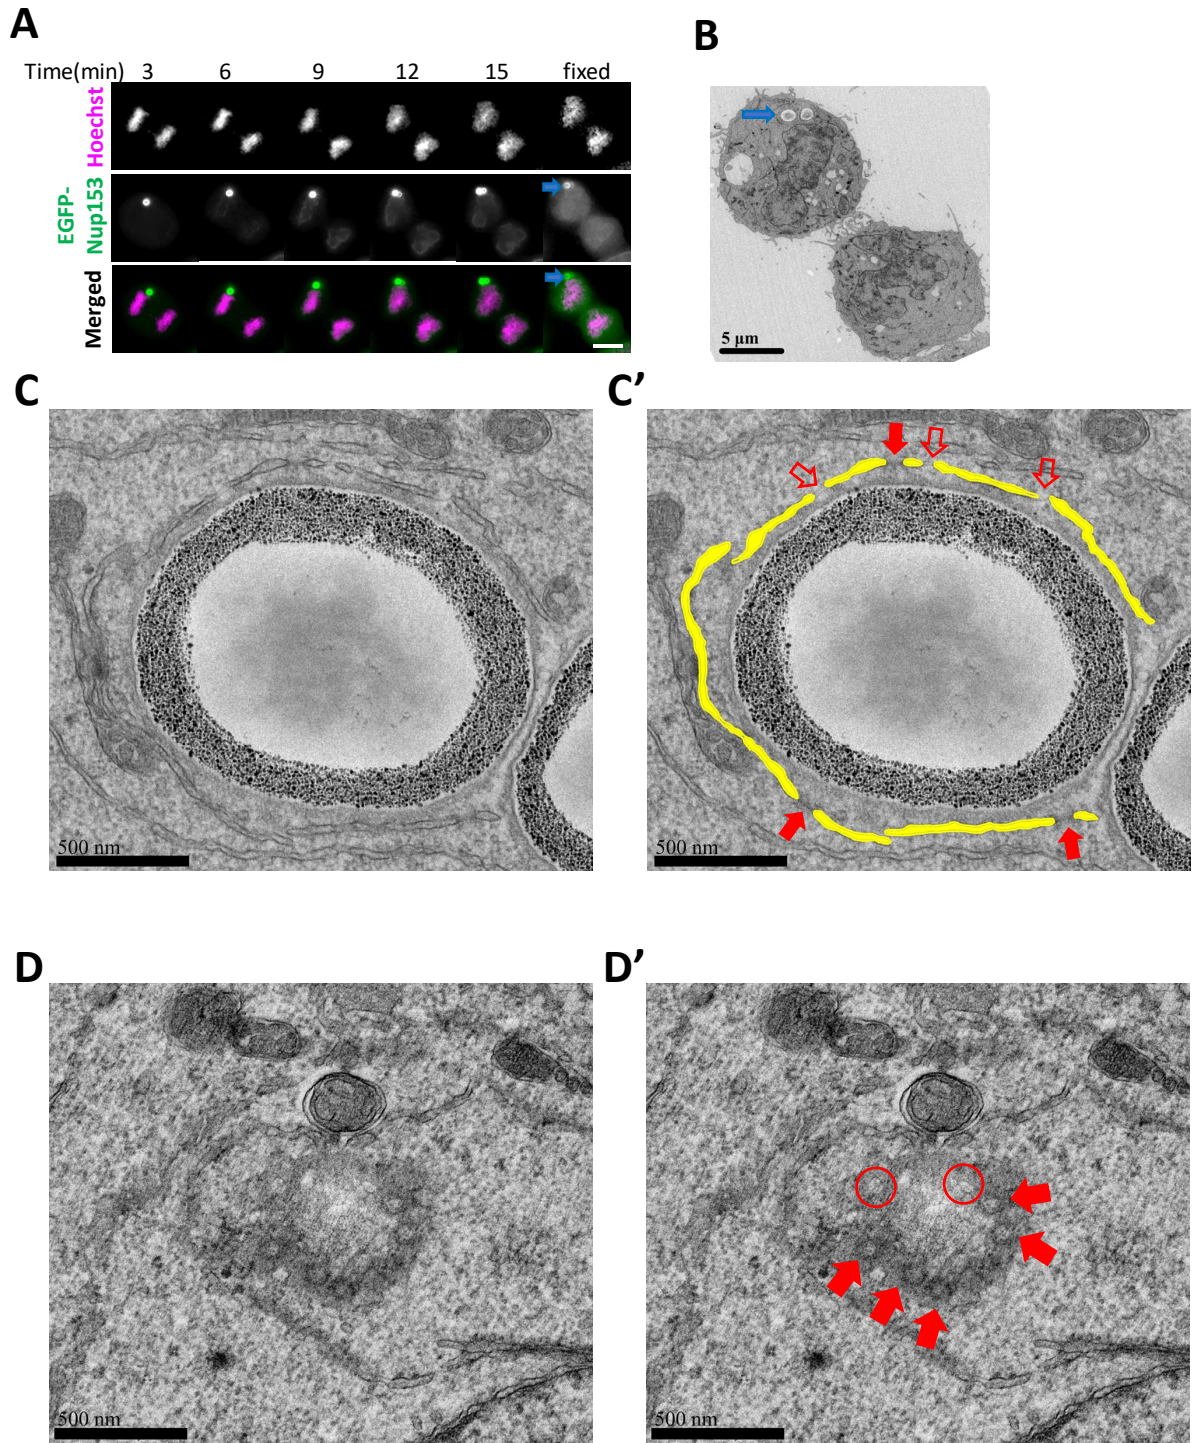 A
B
Time(min) 3 6 9 12 15 fixed
Hoechst
EGFP-
Nup153
Merged
5 µm
C
C’
500 nm
500 nm
D
D’
500 nm
500 nm